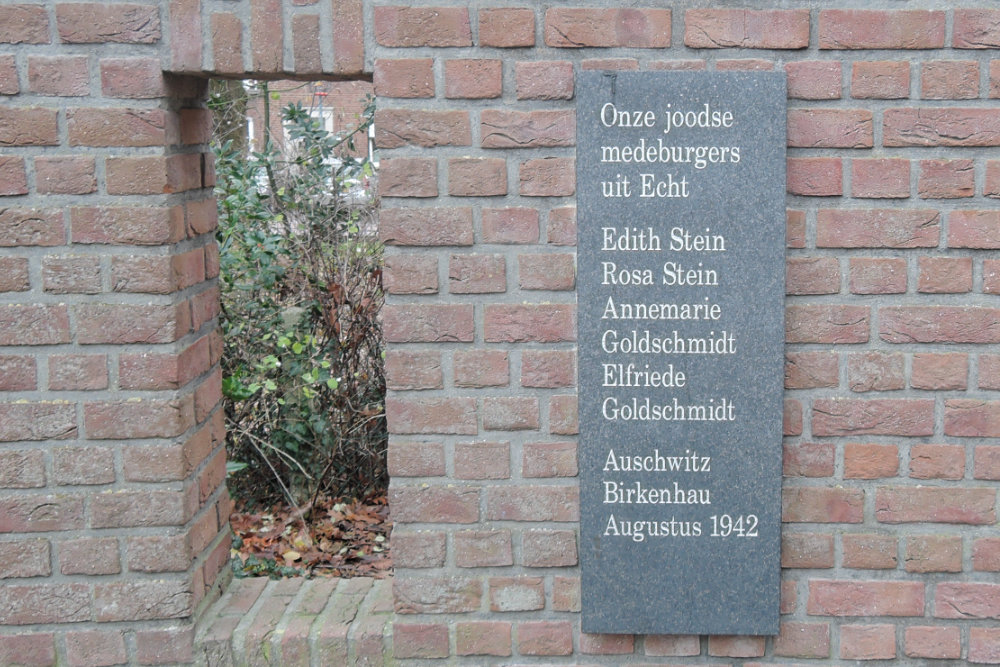 Onze joodse
medeburgers
uit Echt
Edith Stein
Rosa Stein
Annemarie
Goldschmidt
Elfriede
Goldschmidt
Auschwitz
Birkenhau
Augustus 1942